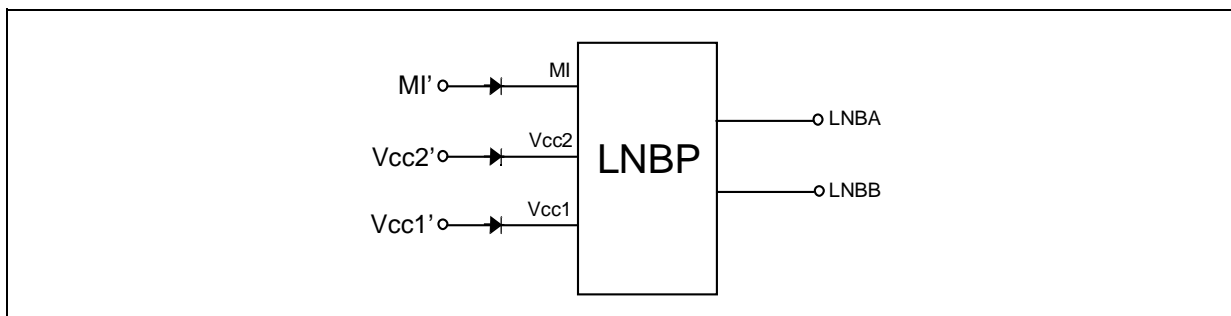 MI’
MI
Vcc2’
Vcc2
Vcc1’
Vcc1
LNBP
LNBA
LNBB